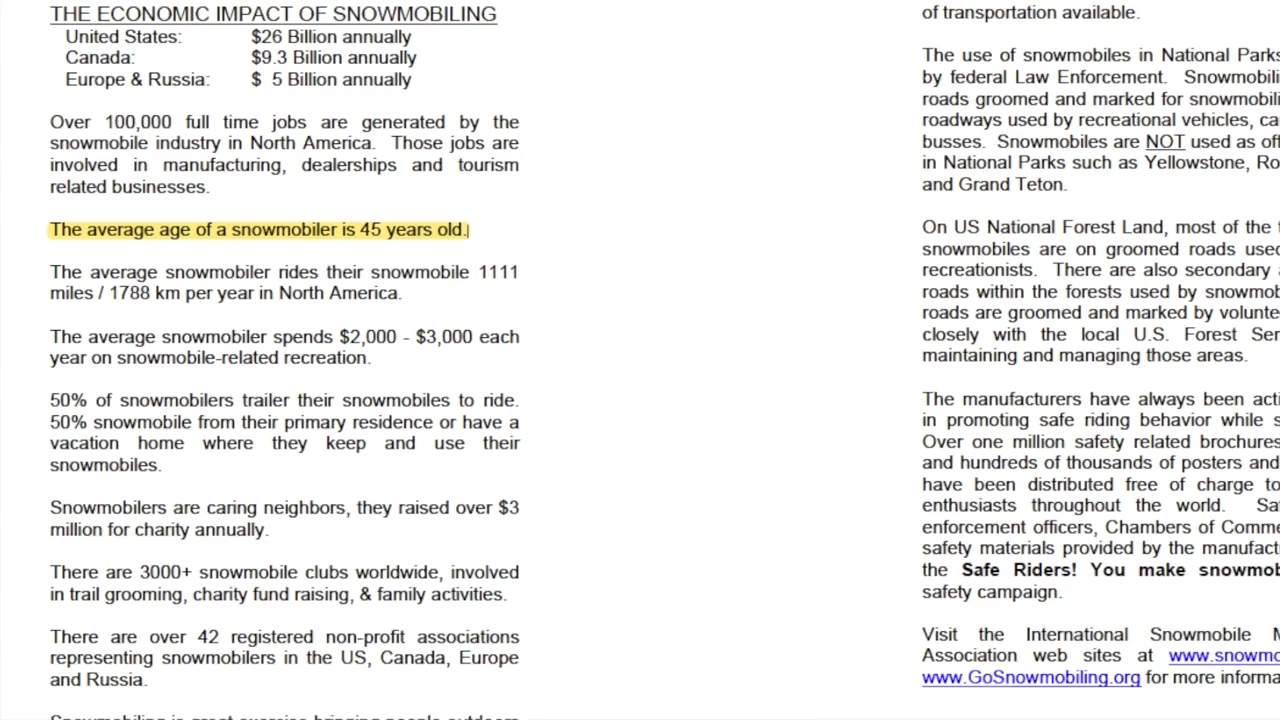 THE ECONOMIC IMPACT OF SNOWMOBILING
United States: $26 Billion annually
Canada: $9.3 Billion annually
Europe & Russia: $ 5 Billion annually
Over 100,000 full time jobs are generated by the
snowmobile industry in North America. Those jobs are
involved in manufacturing, dealerships and tourism
related businesses.
The average age of a snowmobiler is 45 years old.
The average snowmobiler rides their snowmobile 1111
miles / 1788 km per year in North America.
The average snowmobiler spends $2,000 - $3,000 each
year on snowmobile-related recreation.
50% of snowmobilers trailer their snowmobiles to ride.
50% snowmobile from their primary residence or have a
vacation home where they keep and use their
snowmobiles.
Snowmobilers are caring neighbors, they raised over $3
million for charity annually.
There are 3000+ snowmobile clubs worldwide, involved
in trail grooming, charity fund raising, & family activities.
There are over 42 registered non-profit associations
representing snowmobilers in the US, Canada, Europe
and Russia.
Snowmobiling is great exercise bringing people outdoors
of transportation available.
The use of snowmobiles in National Parks
by federal Law Enforcement.
roads groomed and marked for
roadways used by recreational vehicles,
busses. Snowmobiles are NOT used as
in National Parks such as Yellowstone,
and Grand Teton.
On US National Forest Land, most of the
snowmobiles are on groomed roads used
recreationists. There are also secondary
roads within the forests used by
roads are groomed and marked by
closely with the local U.S. Forest
maintaining and managing those areas.
The manufacturers have always been
in promoting safe riding behavior while
Over one million safety related brochures
and hundreds of thousands of posters and
have been distributed free of charge to
enthusiasts throughout the world.
enforcement officers, Chambers of
safety materials provided by the
the Safe Riders! You make
safety campaign.
Visit the International Snowmobile
Association web sites at
www.GoSnowmobiling.org for more